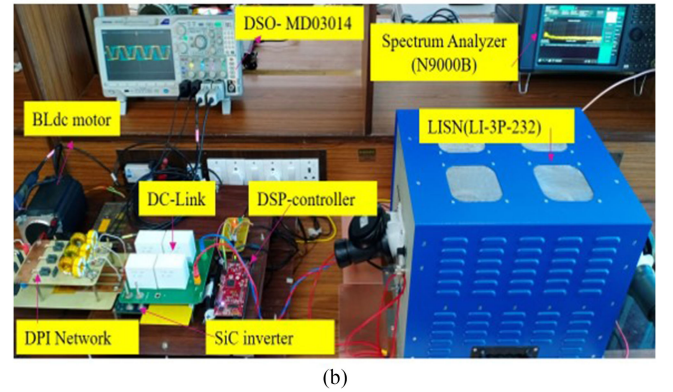 DSO- MD03014
Spectrum Analyzer
(N9000B)
BLdc motor
LISN(LI-3P-232)
DC-Link
DSP-controller
DPI Network
SiC inverter
(b)